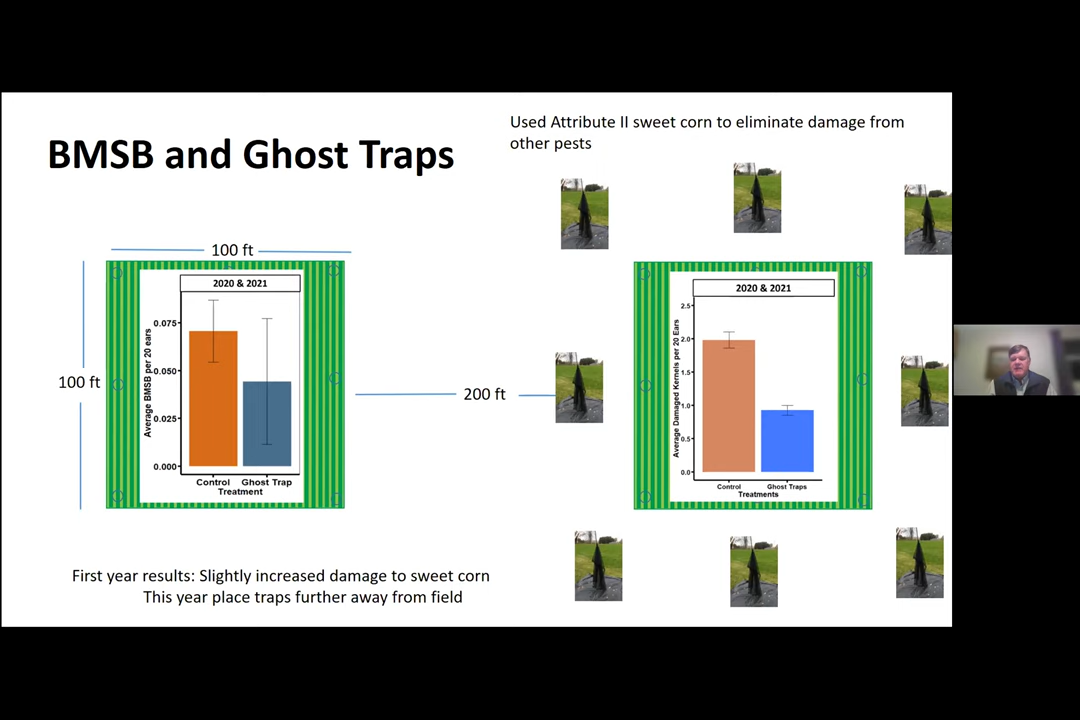 Used Attribute II sweet corn to eliminate damage from
other pests
BMSB and Ghost Traps
100 ft
100 ft
2020 & 2021
Average BMSB per 20 ears
0.075
0.050
0.025
0.000
Control Ghost Trap
Treatment
200 ft
2020 & 2021
Average Damaged Kernels per 20 Ears
2.5
2.0
1.5
1.0
0.5
0.0
Control Ghost Traps
Treatments
First year results: Slightly increased damage to sweet corn
This year place traps further away from field